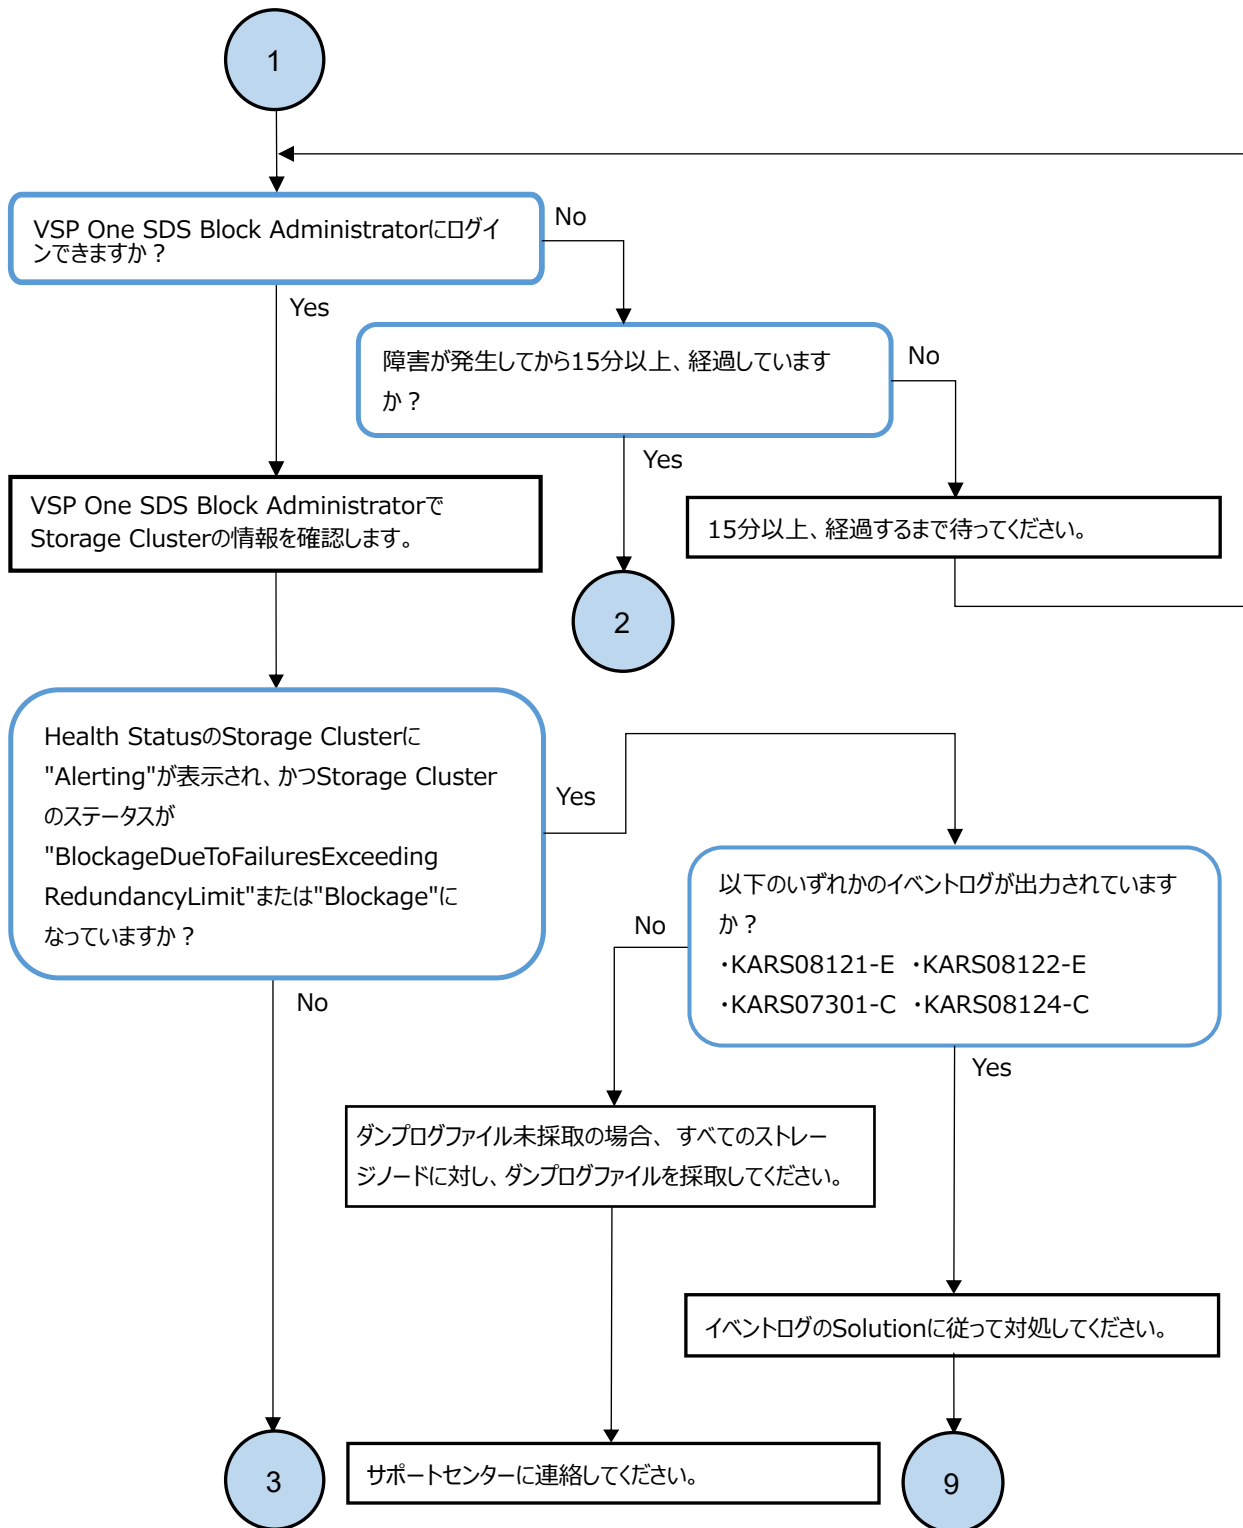 1
VSP One SDS Block Administratorにログイ
ンできますか？
No
Yes
障害が発生してから15分以上、経過しています
か？
No
Yes
VSP One SDS Block Administratorで
Storage Clusterの情報を確認します。
15分以上、経過するまで待ってください。
2
Health StatusのStorage Clusterに
"Alerting"が表示され、かつStorage Cluster
のステータスが
"BlockageDueToFailuresExceeding
RedundancyLimit"または"Blockage"に
なっていますか？
Yes
No
以下のいずれかのイベントログが出力されています
か？
・KARS08121-E ・KARS08122-E
・KARS07301-C ・KARS08124-C
No
Yes
ダンプログファイル未採取の場合、すべてのストレー
ジノードに対し、ダンプログファイルを採取してください。
イベントログのSolutionに従って対処してください。
3
サポートセンターに連絡してください。
9